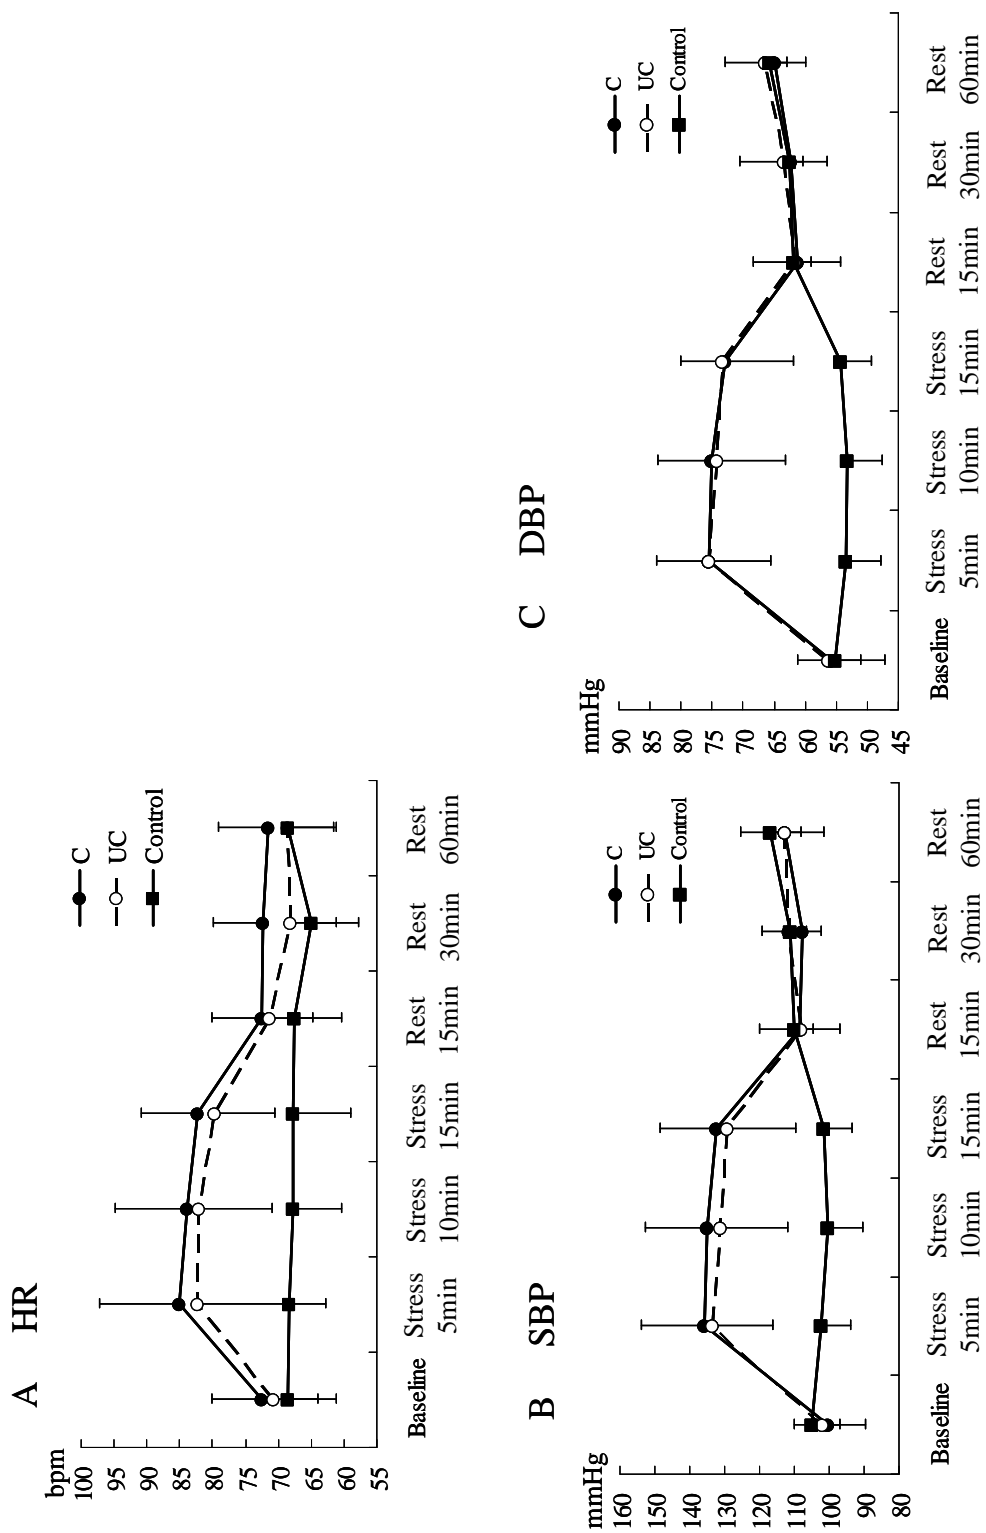 A HR
bpm
100
95
90
85
80
75
70
65
60
55
C
UC
Control
Baseline
Stress 5min
Stress 10min
Stress 15min
Rest 15min
Rest 30min
Rest 60min
B SBP
mmHg
160
150
140
130
120
110
100
90
80
C
UC
Control
Baseline
Stress 5min
Stress 10min
Stress 15min
Rest 15min
Rest 30min
Rest 60min
C DBP
mmHg
90
85
80
75
70
65
60
55
50
45
C
UC
Control
Baseline
Stress 5min
Stress 10min
Stress 15min
Rest 15min
Rest 30min
Rest 60min